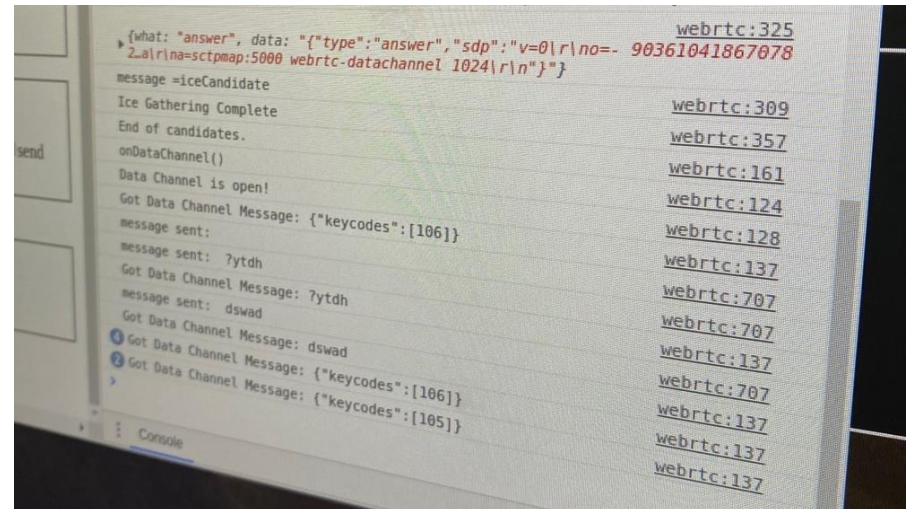 send
{what: "answer", data: "{"type":"answer","sdp":"v=0\r\no=- 90361041867078 webrtc:325
2…a\r\na=sctpmap:5000 webrtc-datachannel 1024\r\n"}"}
message =iceCandidate webrtc:309
Ice Gathering Complete webrtc:357
End of candidates. webrtc:161
onDataChannel() webrtc:124
Data Channel is open! webrtc:128
Got Data Channel Message: {"keycodes":[106]} webrtc:137
message sent: webrtc:707
message sent: ?ytdh webrtc:707
Got Data Channel Message: ?ytdh webrtc:137
message sent: dswad webrtc:707
Got Data Channel Message: dswad webrtc:137
4 Got Data Channel Message: {"keycodes":[106]} webrtc:137
2 Got Data Channel Message: {"keycodes":[105]} webrtc:137
Console